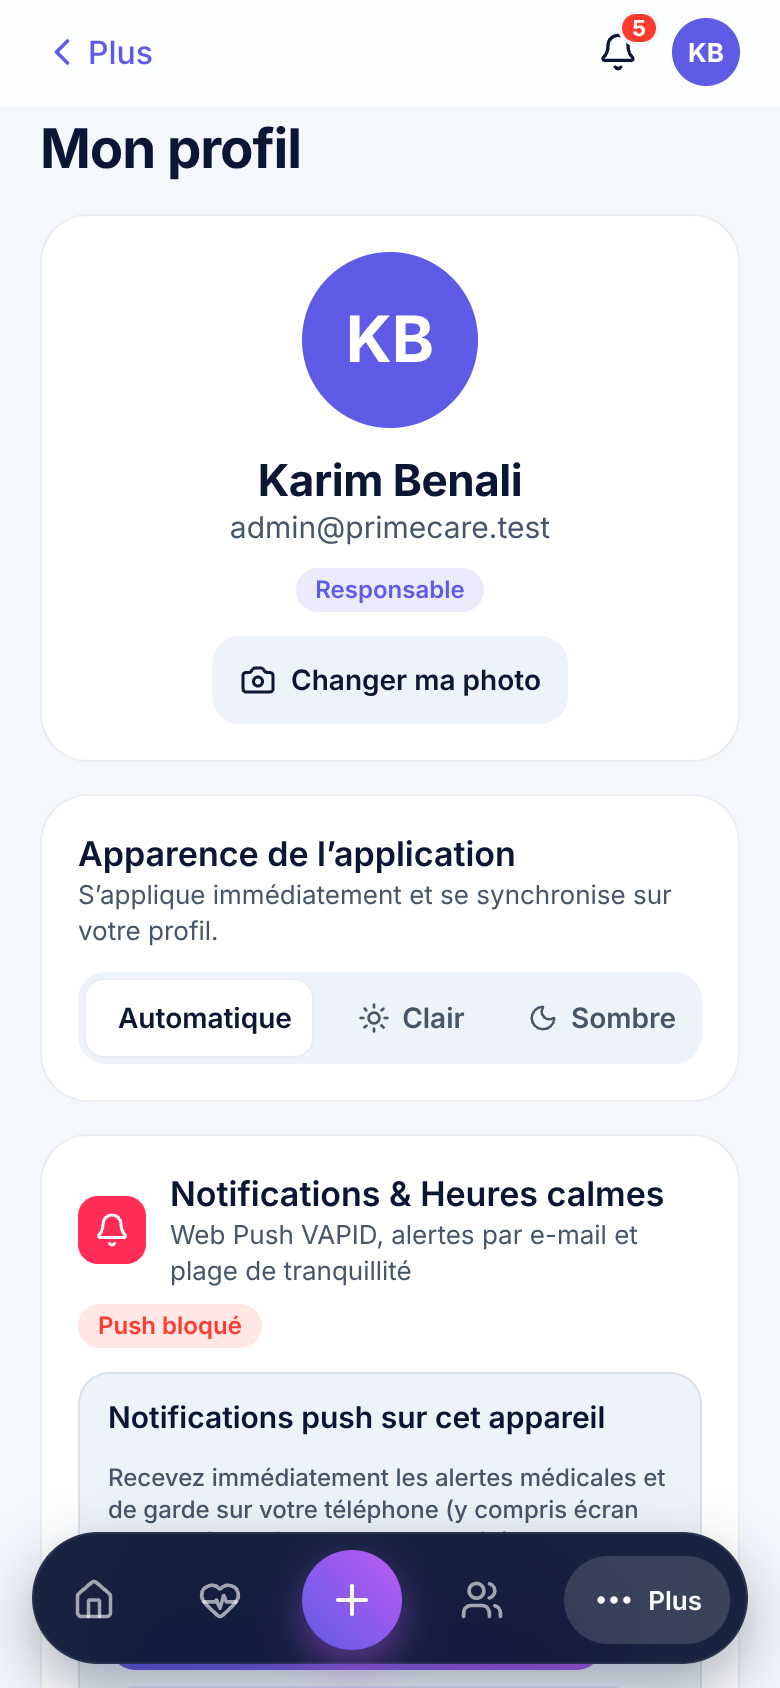 Plus
5
KB
Mon profil
KB
Karim Benali
admin@primecare.test
Responsable
Changer ma photo
Apparence de l’application
S’applique immédiatement et se synchronise sur
votre profil.
Automatique
Clair
Sombre
Notifications & Heures calmes
Web Push VAPID, alertes par e-mail et
plage de tranquillité
Push bloqué
Notifications push sur cet appareil
Recevez immédiatement les alertes médicales et
de garde sur votre téléphone (y compris écran
Plus